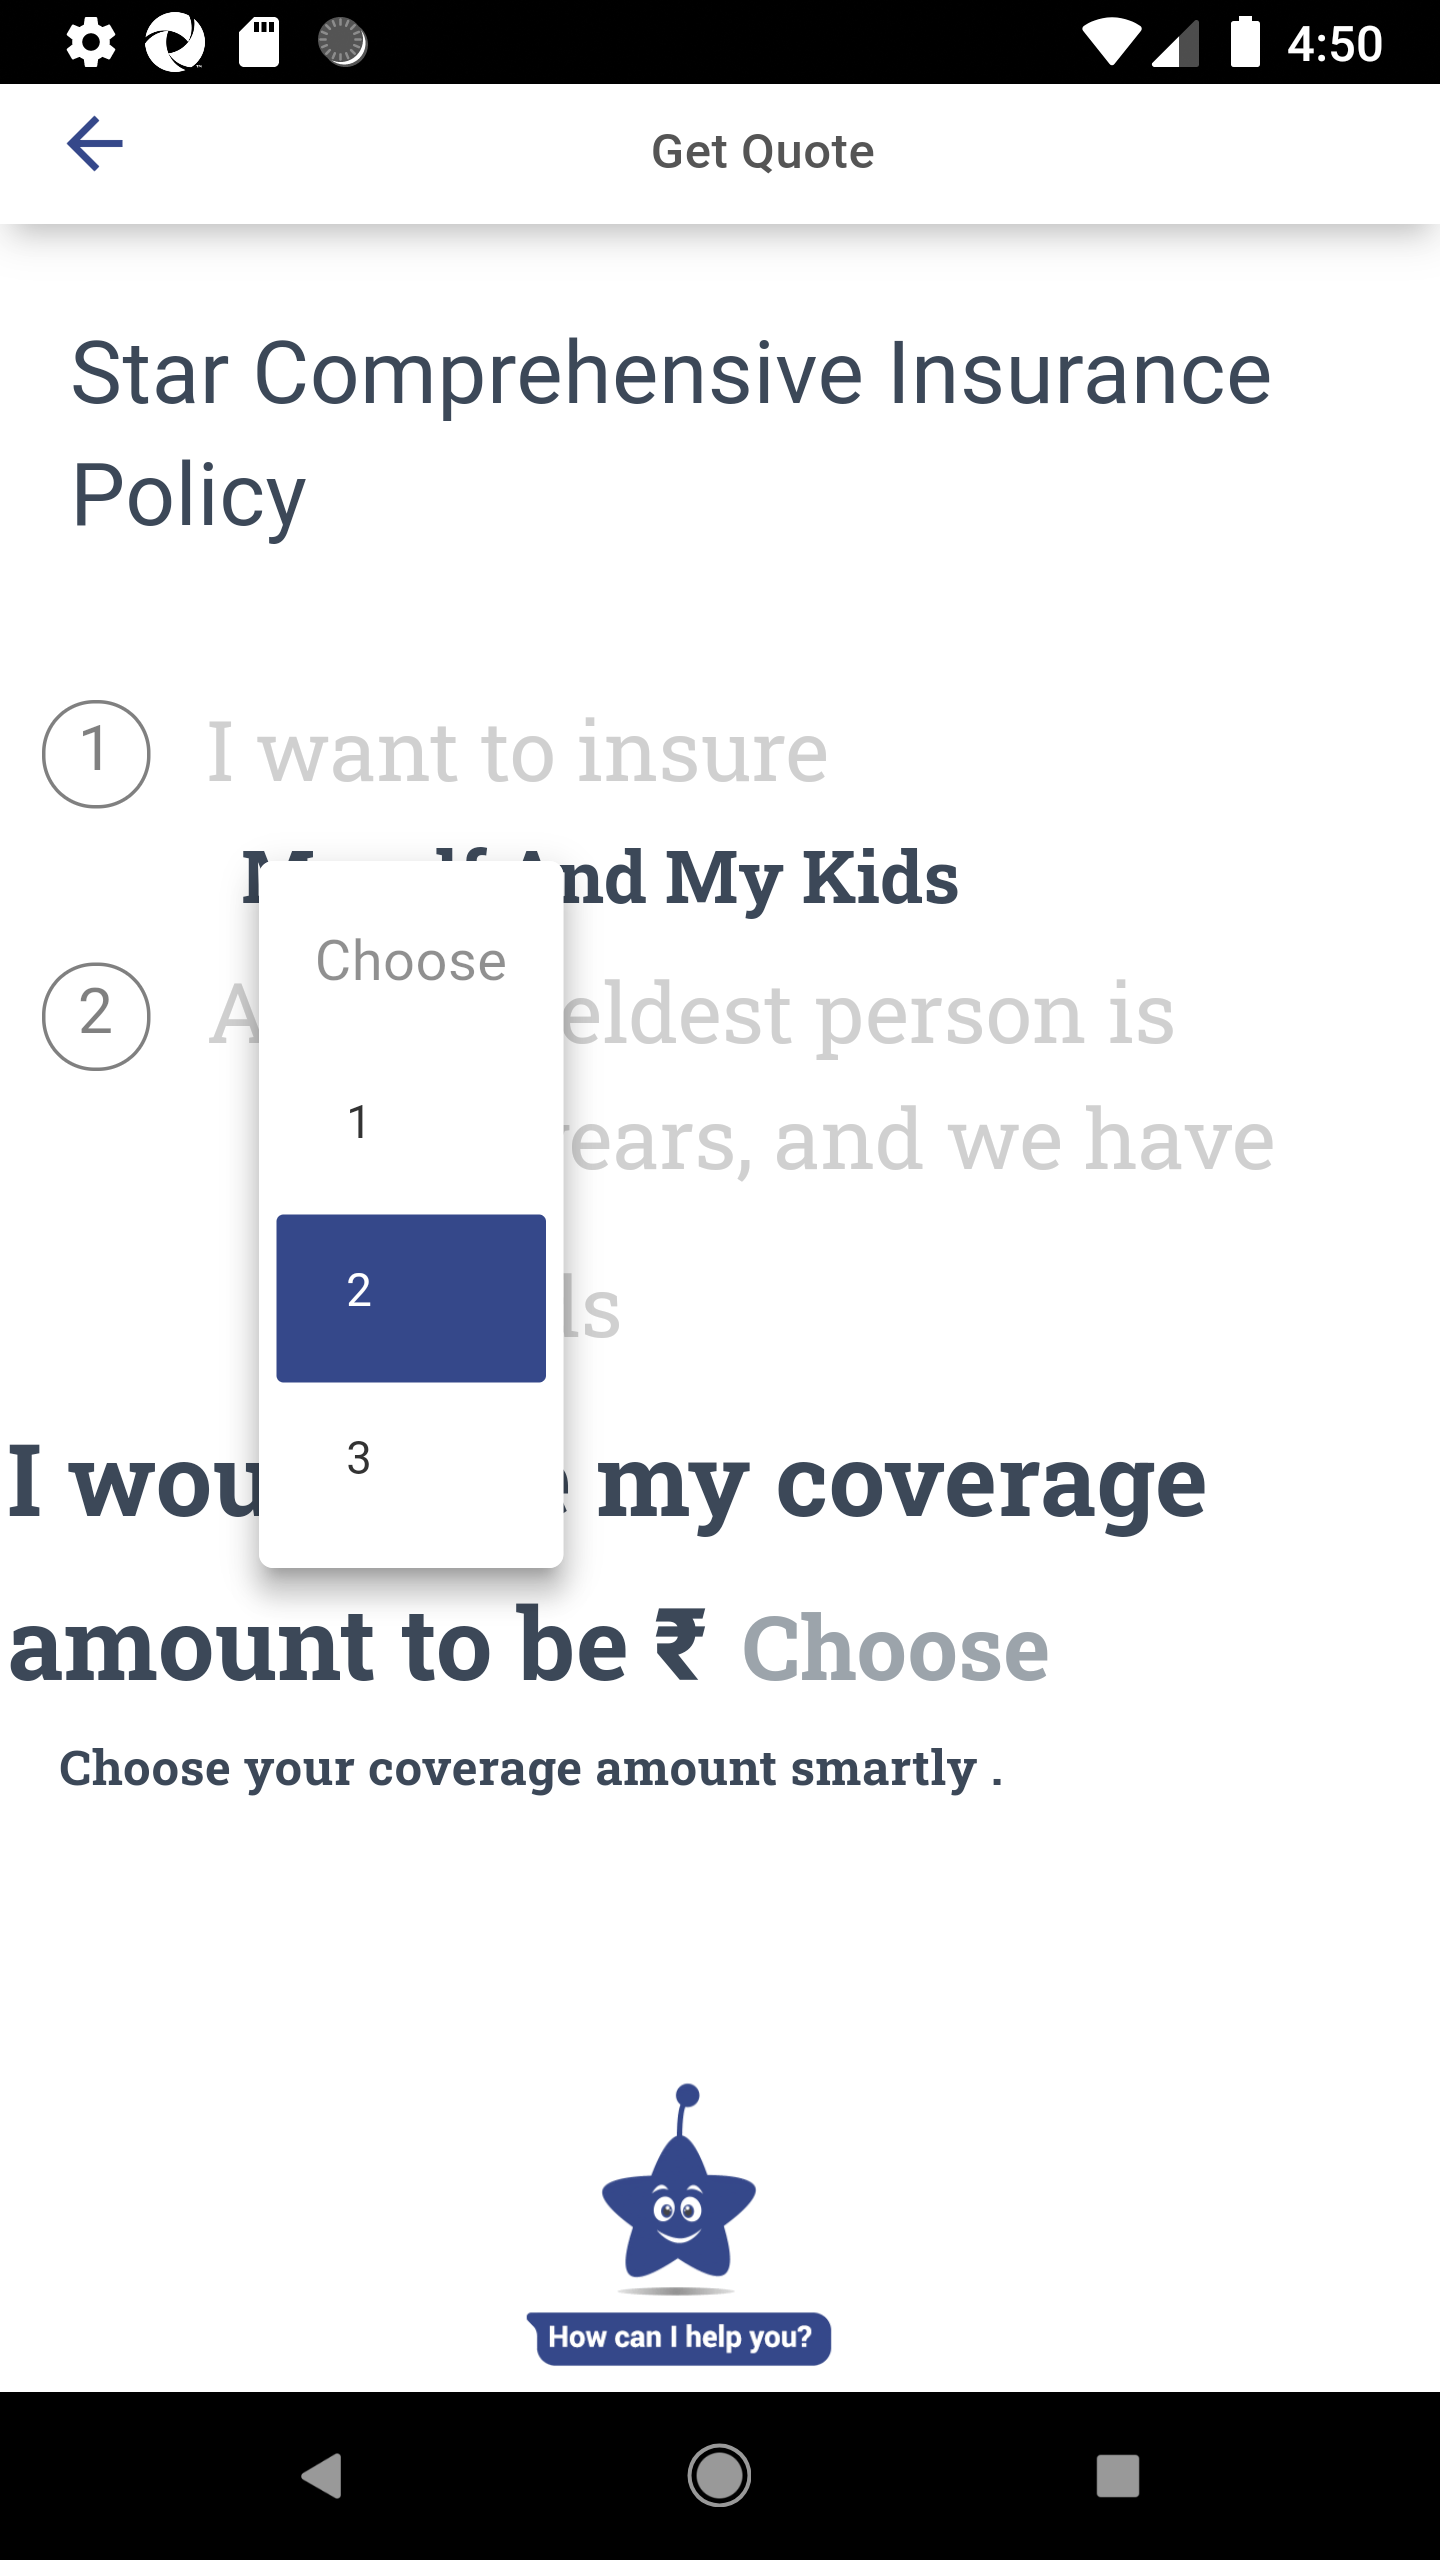 4:50
Get Quote
Star Comprehensive Insurance
Policy
1
I want to insure
And My Kids
Choose
2
eldest person is
1
years, and we have
2
3
I my coverage
amount to be ₹ Choose
Choose your coverage amount smartly .
How can I help you?